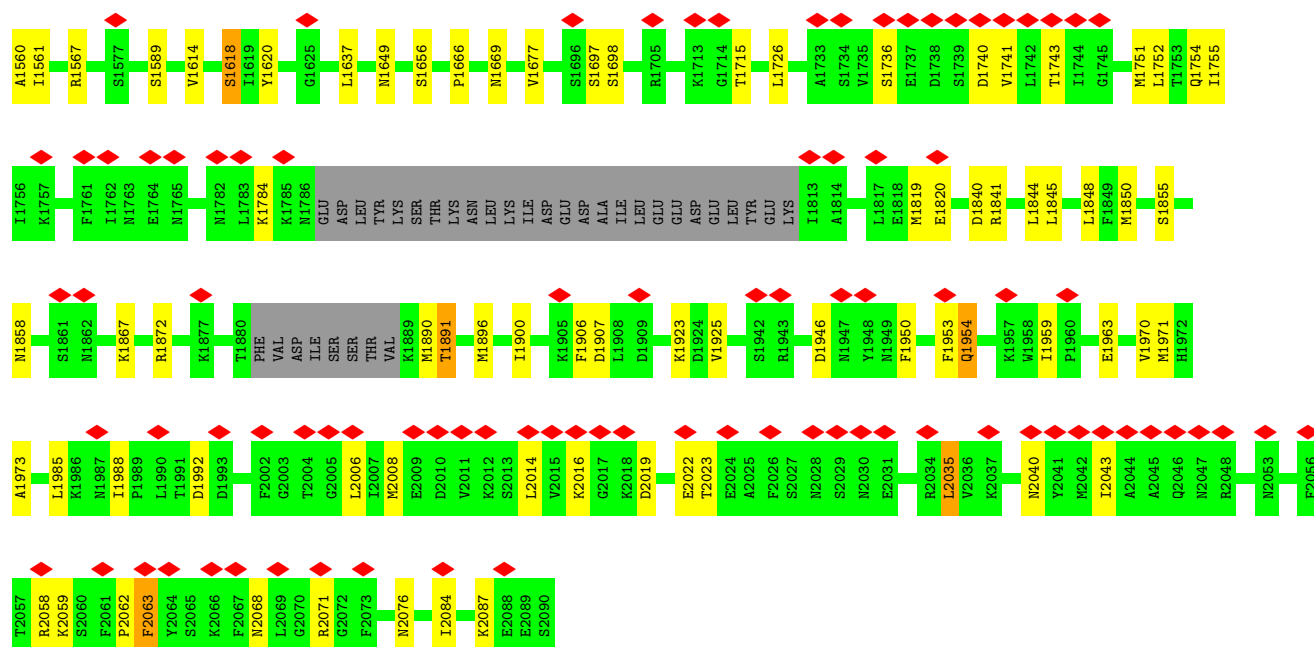 A1560 I1561 R1567 S1577 S1589 V1614 S1618 I1619 Y1620 G1625 L1637 N1649 S1656 P1666 N1669 V1677 S1696 S1697 S1698 R1705 K1713 G1714 T1715 L1726 A1733 S1734 V1735 S1736 E1737 D1738 S1739 D1740 V1741 L1742 T1743 I1744 G1745 M1751 L1752 T1753 Q1754 I1755
I1756 K1757 F1761 I1762 N1763 E1764 N1765 N1782 L1783 K1784 K1785 N1786 GLU ASP LEU TYR LYS SER THR LYS ASN LEU LYS ILE ASP GLU ASP ALA ILE LEU GLU GLU ASP GLU LEU TYR GLU LYS I1813 A1814 L1817 E1818 M1819 E1820 D1840 R1841 L1844 L1845 L1848 F1849 M1850 S1855
N1858 S1861 N1862 K1867 R1872 K1877 T1880 PHE VAL ASP ILE SER SER THR VAL K1889 M1890 T1891 M1896 I1900 K1905 F1906 D1907 L1908 D1909 K1923 D1924 V1925 S1942 R1943 D1946 N1947 Y1948 N1949 F1950 F1953 Q1954 K1957 W1958 I1959 P1960 E1963 V1970 M1971 H1972
A1973 L1985 K1986 N1987 I1988 P1989 L1990 T1991 D1992 D1993 F2002 G2003 T2004 G2005 L2006 I2007 M2008 E2009 D2010 V2011 K2012 S2013 L2014 V2015 K2016 G2017 K2018 D2019 E2022 T2023 E2024 A2025 F2026 S2027 N2028 S2029 N2030 E2031 R2034 L2035 V2036 K2037 N2040 Y2041 M2042 I2043 A2044 A2045 Q2046 N2047 R2048 N2053 F2056
T2057 R2058 K2059 S2060 F2061 P2062 F2063 Y2064 S2065 K2066 F2067 N2068 L2069 G2070 R2071 G2072 F2073 N2076 I2084 K2087 E2088 E2089 S2090